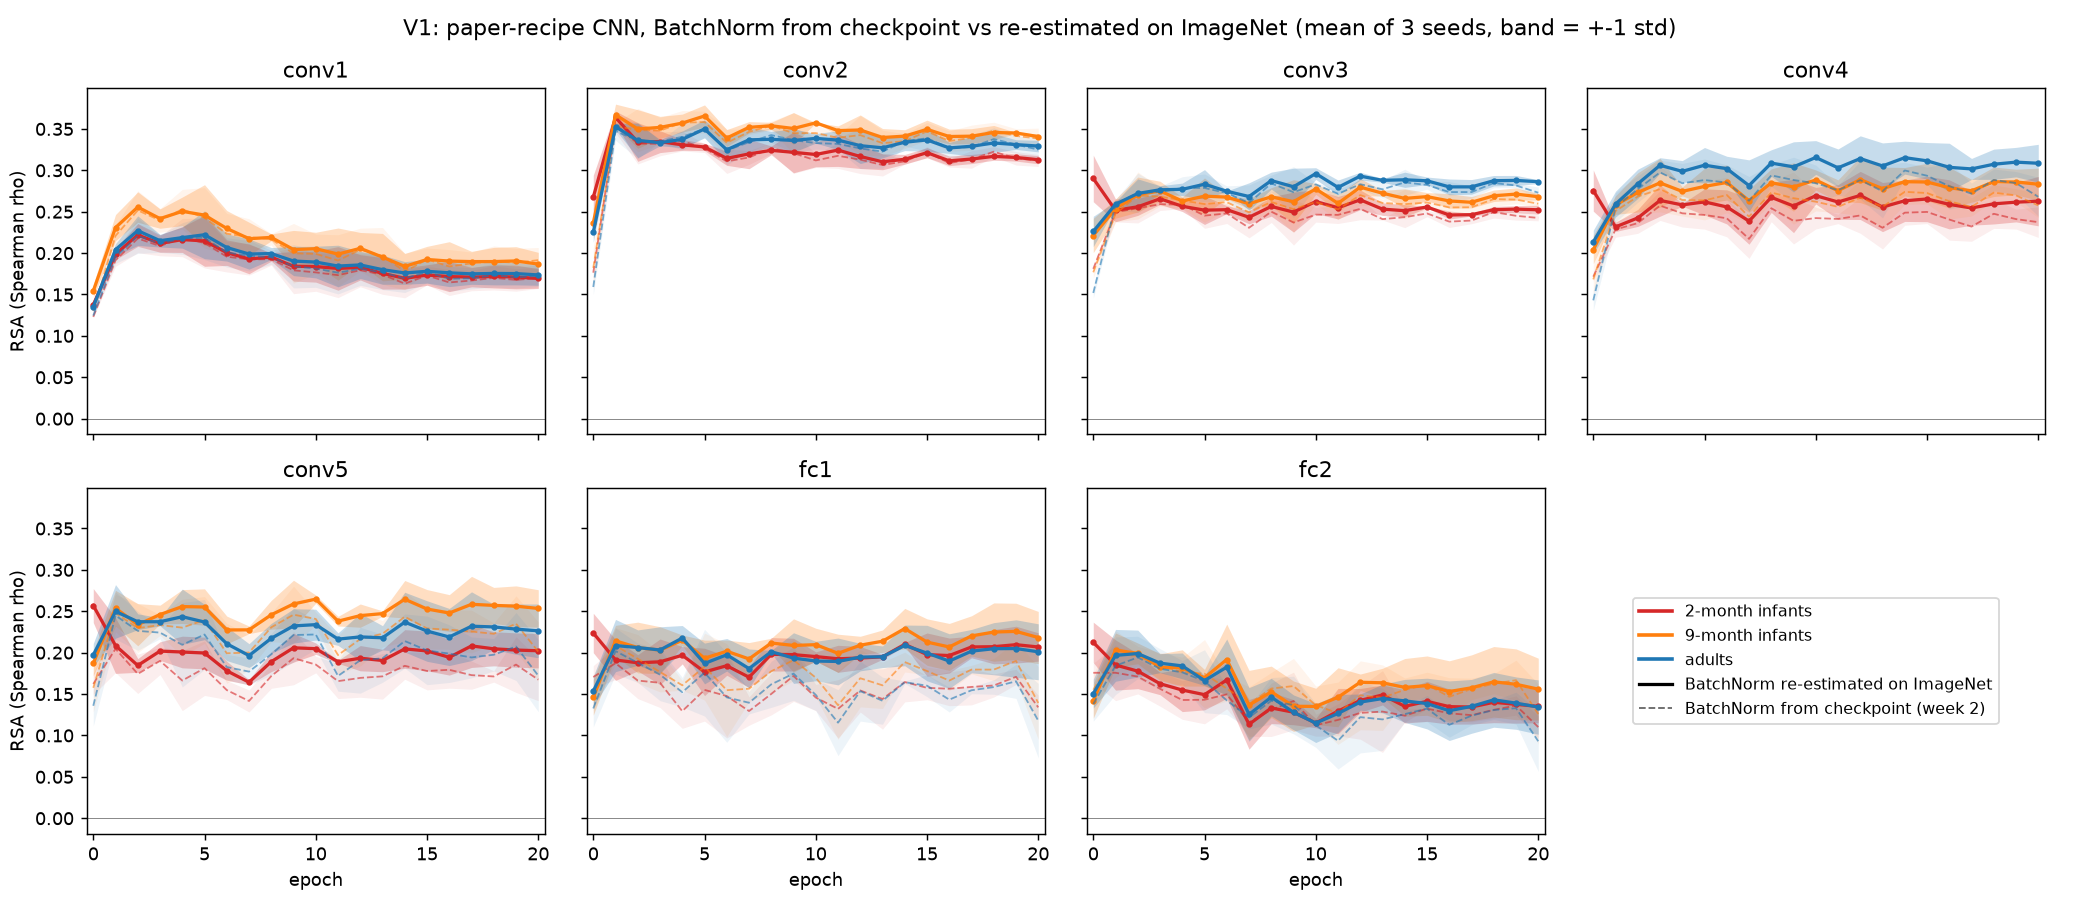 V1: paper-recipe CNN, BatchNorm from checkpoint vs re-estimated on ImageNet (mean of 3 seeds, band = +-1 std)
conv1
conv2
conv3
conv4
RSA (Spearman rho)
0.35
0.30
0.25
0.20
0.15
0.10
0.05
0.00
conv5
fc1
fc2
RSA (Spearman rho)
0.35
0.30
0.25
0.20
0.15
0.10
0.05
0.00
2-month infants
9-month infants
adults
BatchNorm re-estimated on ImageNet
BatchNorm from checkpoint (week 2)
0 5 10 15 20
0 5 10 15 20
0 5 10 15 20
epoch
epoch
epoch